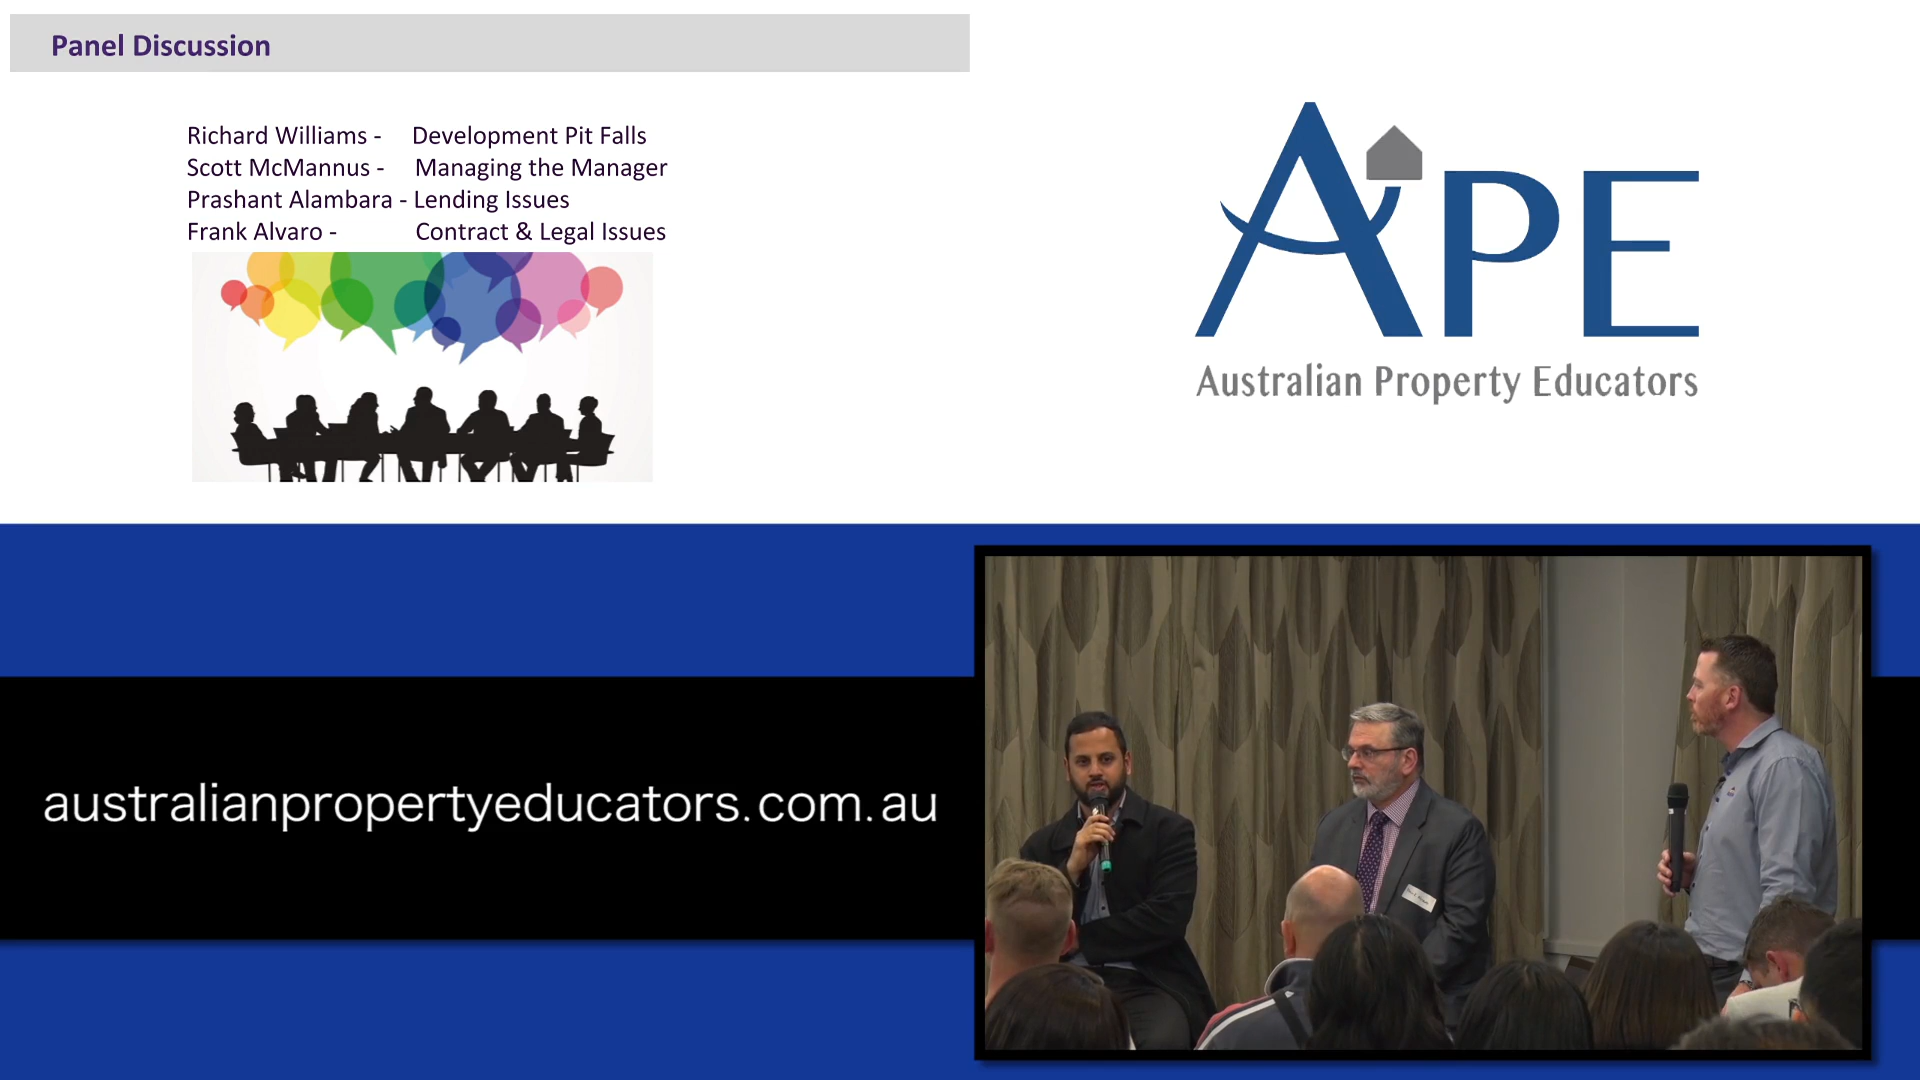 Panel Discussion
Richard Williams - Development Pit Falls
Scott McMannus - Managing the Manager
Prashant Alambara - Lending Issues
Frank Alvaro - Contract & Legal Issues
APE
Australian Property Educators
australianpropertyeducators.com.au